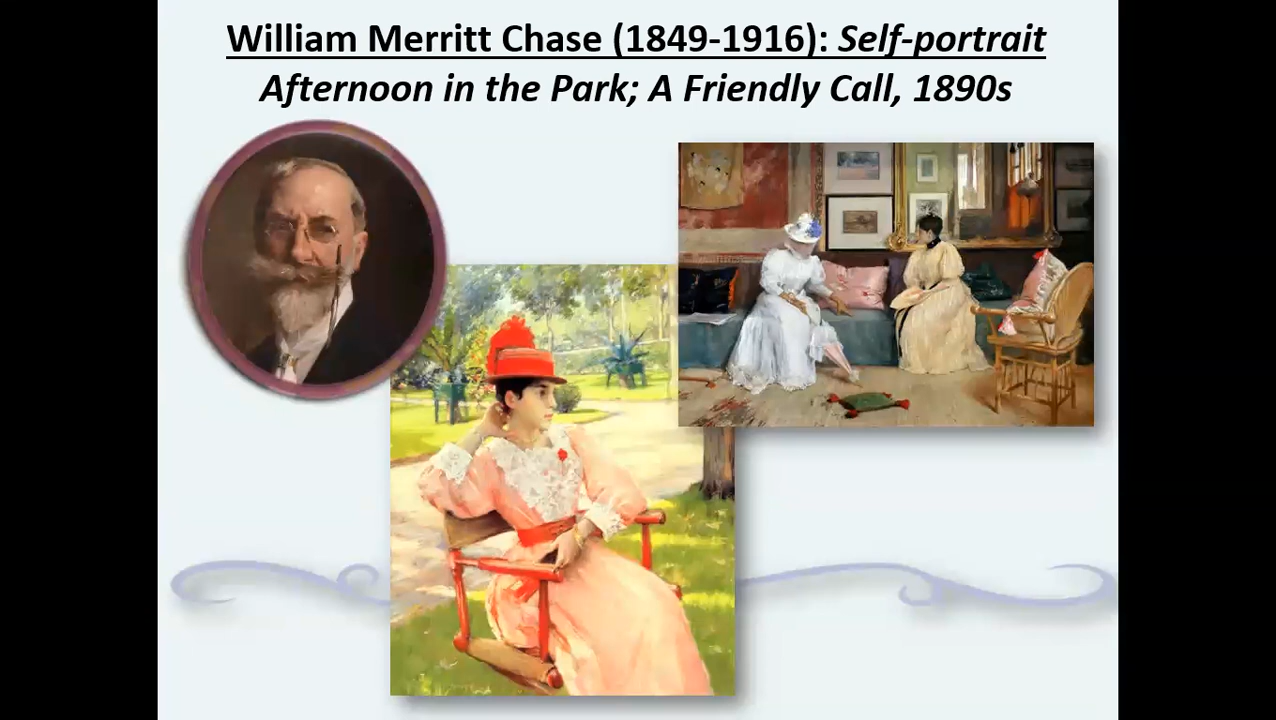 William Merritt Chase (1849-1916): Self-portrait
Afternoon in the Park; A Friendly Call, 1890s